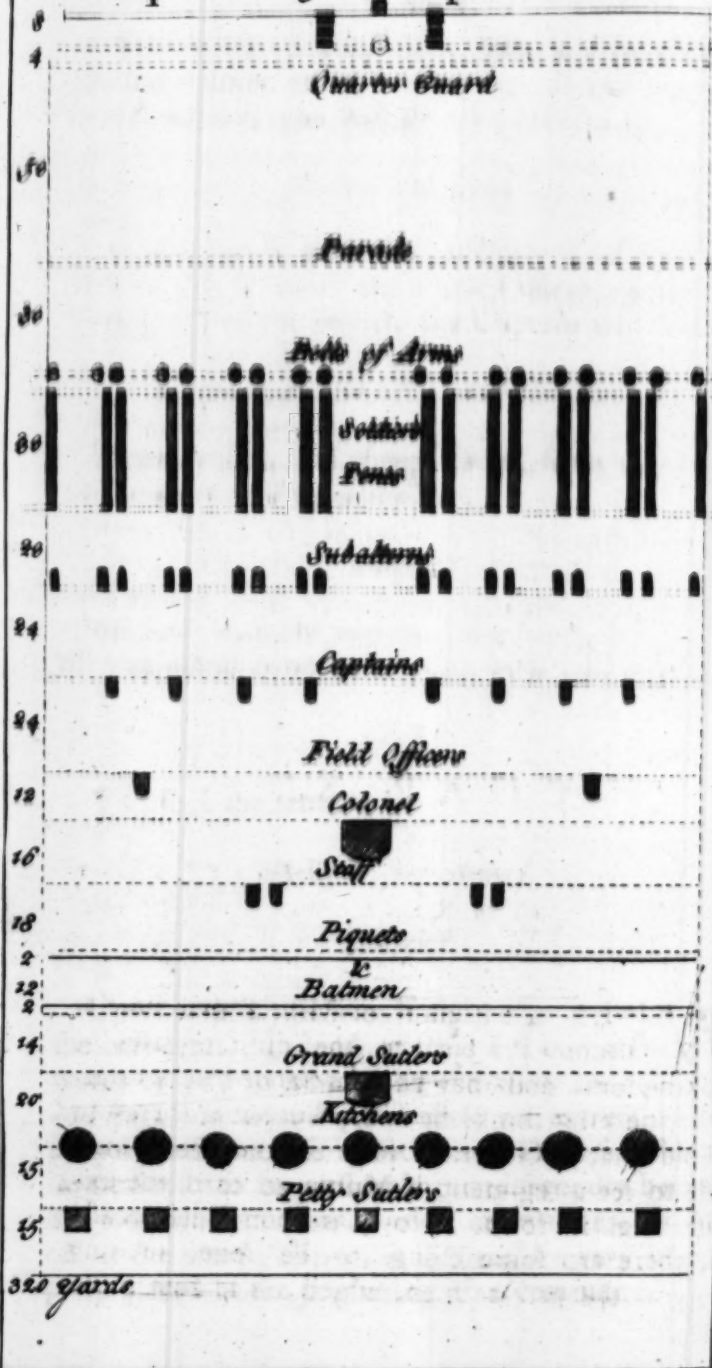 8
4
Quarter Guard
50
Parade
30
Bells of Arms
Soldiers
60
Tents
20
Subalterns
24
Captains
24
Field Officers
12
Colonel
16
Staff
18
Piquets
2
&
12
Batmen
2
14
Grand Sutlers
20
Kitchens
15
Petty Sutlers
15
320 Yards